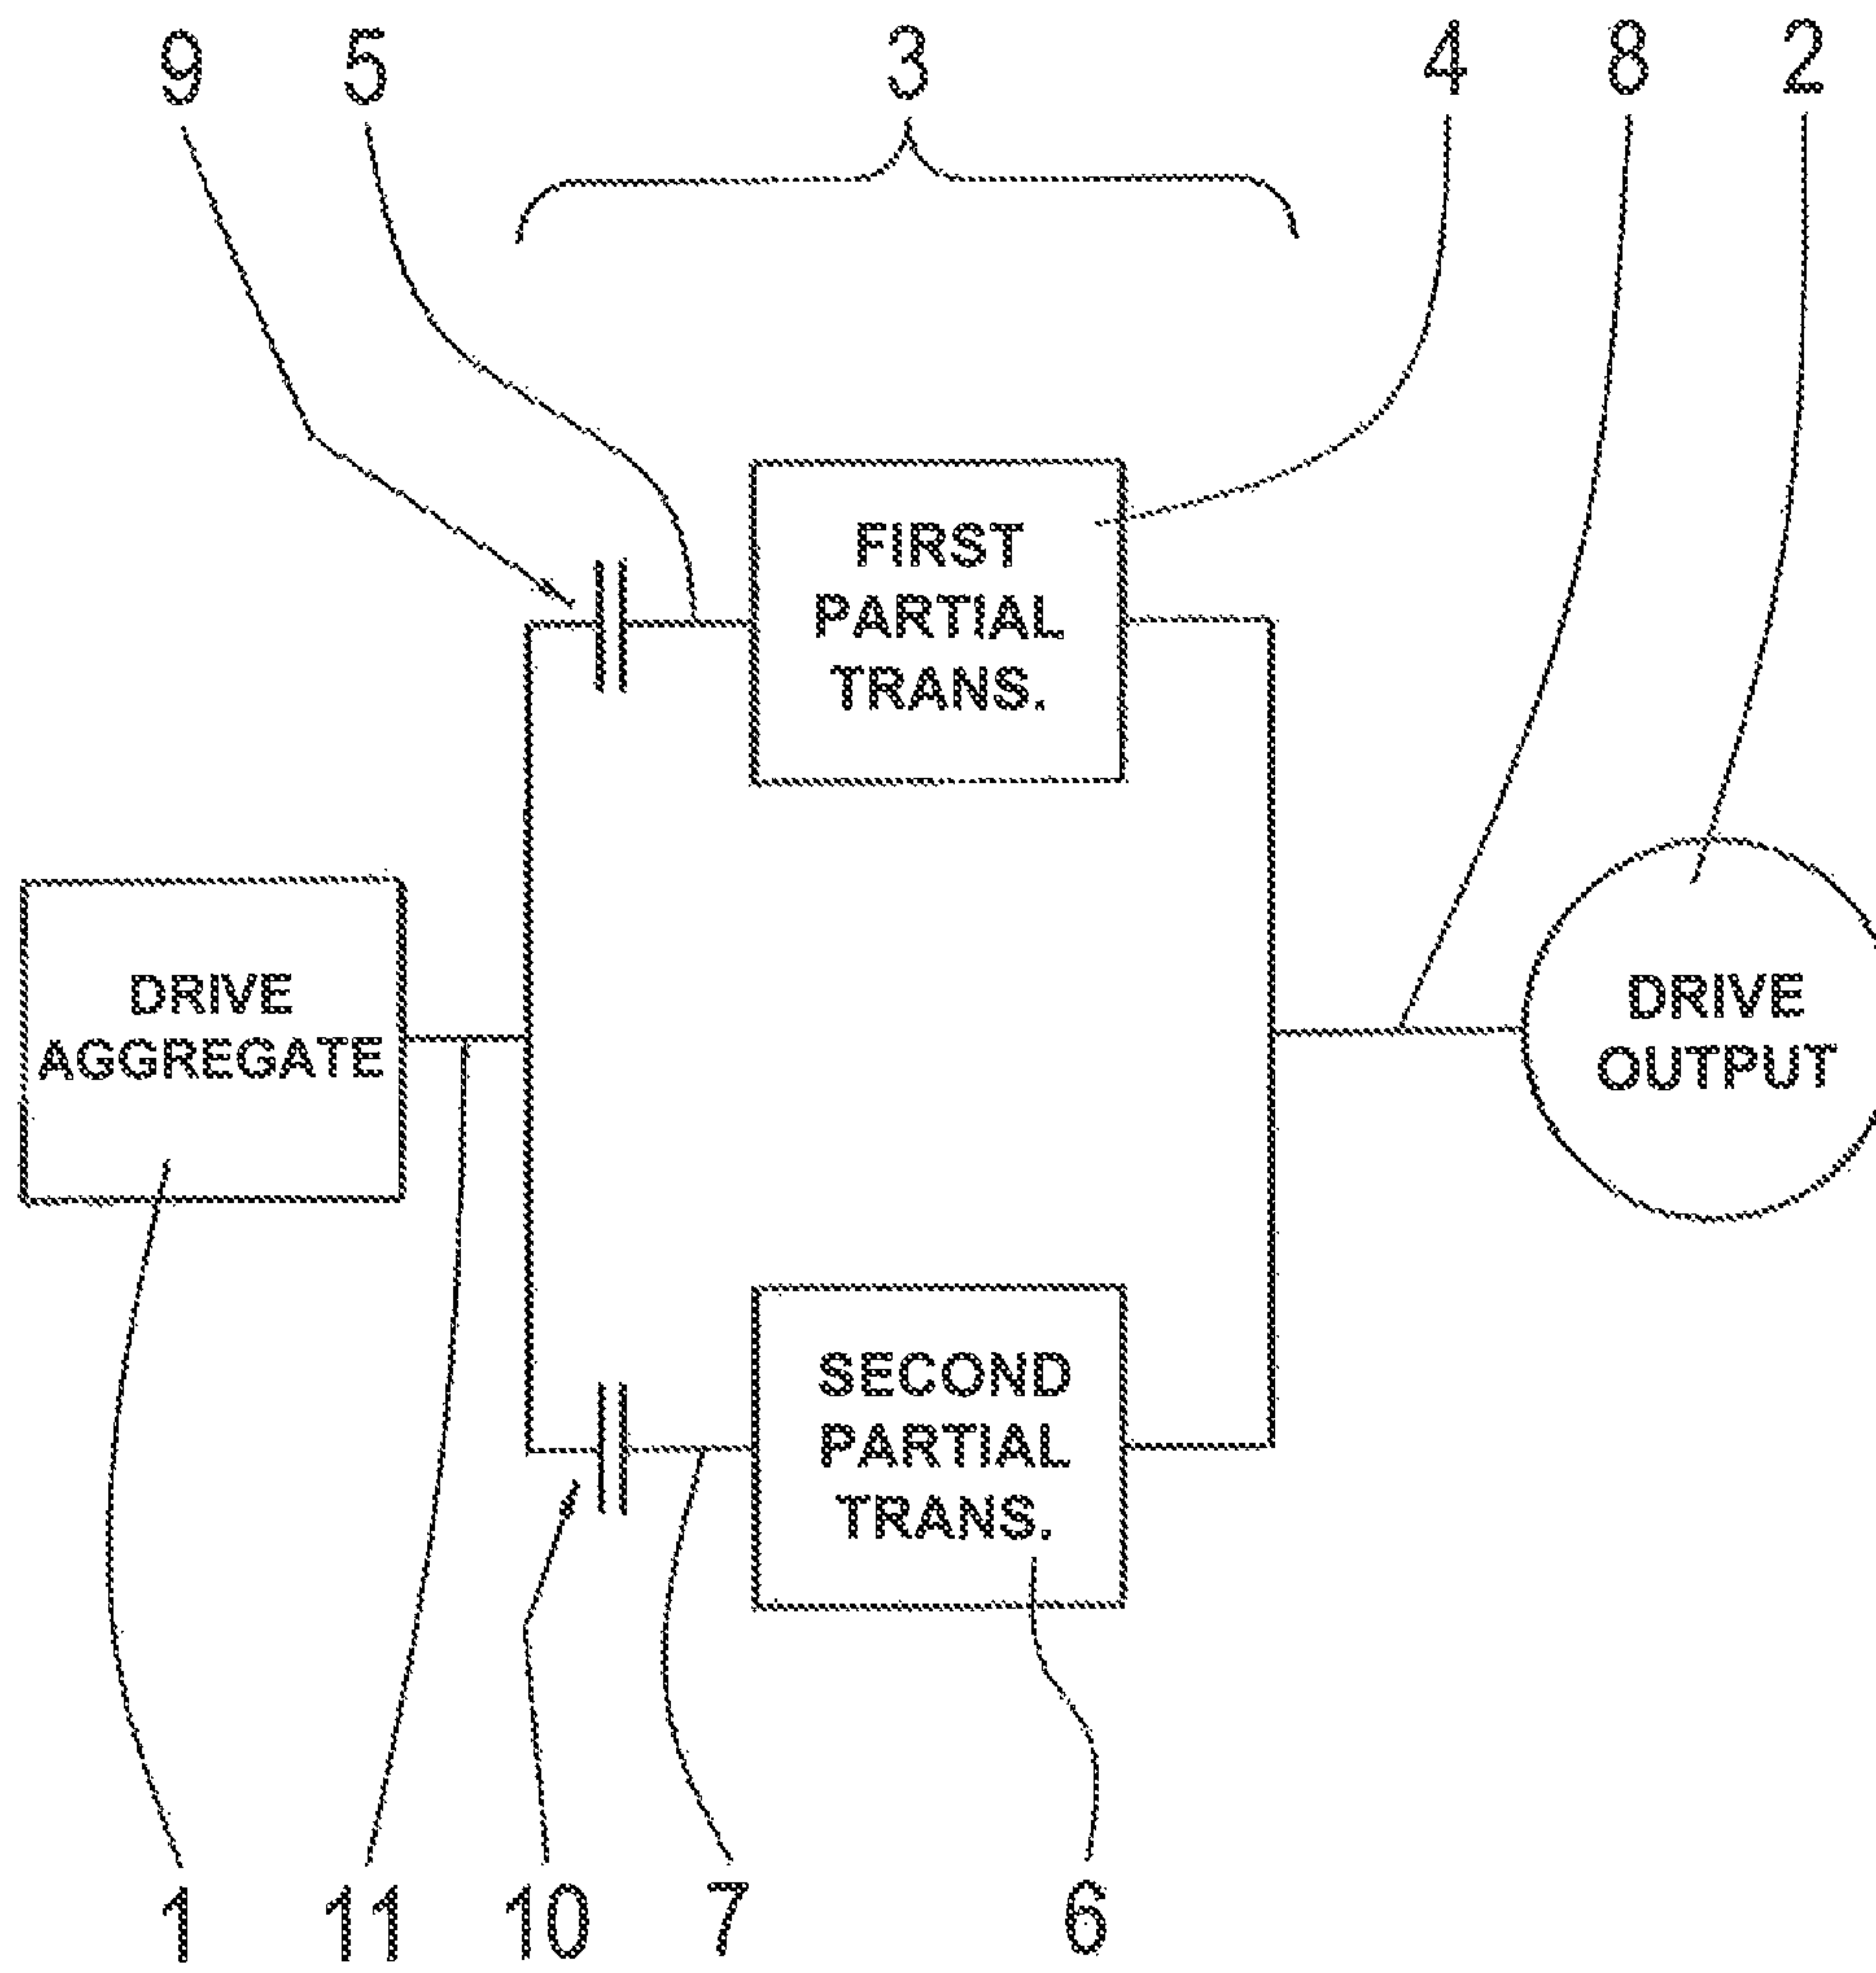 9 5 3 4 8 2
FIRST
PARTIAL
TRANS.
DRIVE
AGGREGATE
DRIVE
OUTPUT
SECOND
PARTIAL
TRANS.
1 11 10 7 6